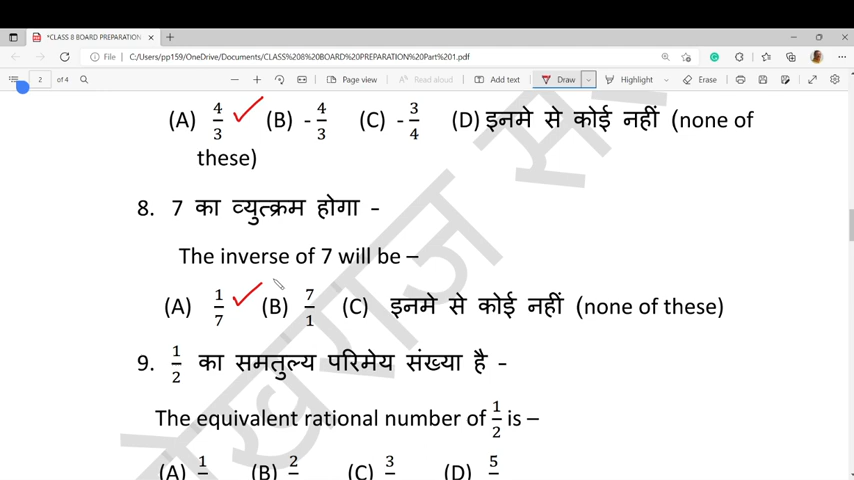 *CLASS 8 BOARD PREPARATION
File C:/Users/pp159/OneDrive/Documents/CLASS%208%20BOARD%20PREPARATION%20Part%201.pdf
2 of 4 Page view Read aloud Add text Draw Highlight Erase
(A) 4/3 (B) - 4/3 (C) - 3/4 (D) इनमे से कोई नहीं (none of
these)
8. 7 का व्युत्क्रम होगा -
The inverse of 7 will be –
(A) 1/7 (B) 7/1 (C) इनमे से कोई नहीं (none of these)
9. 1/2 का समतुल्य परिमेय संख्या है -
The equivalent rational number of 1/2 is –
(A) 1 (B) 2 (C) 3 (D) 5